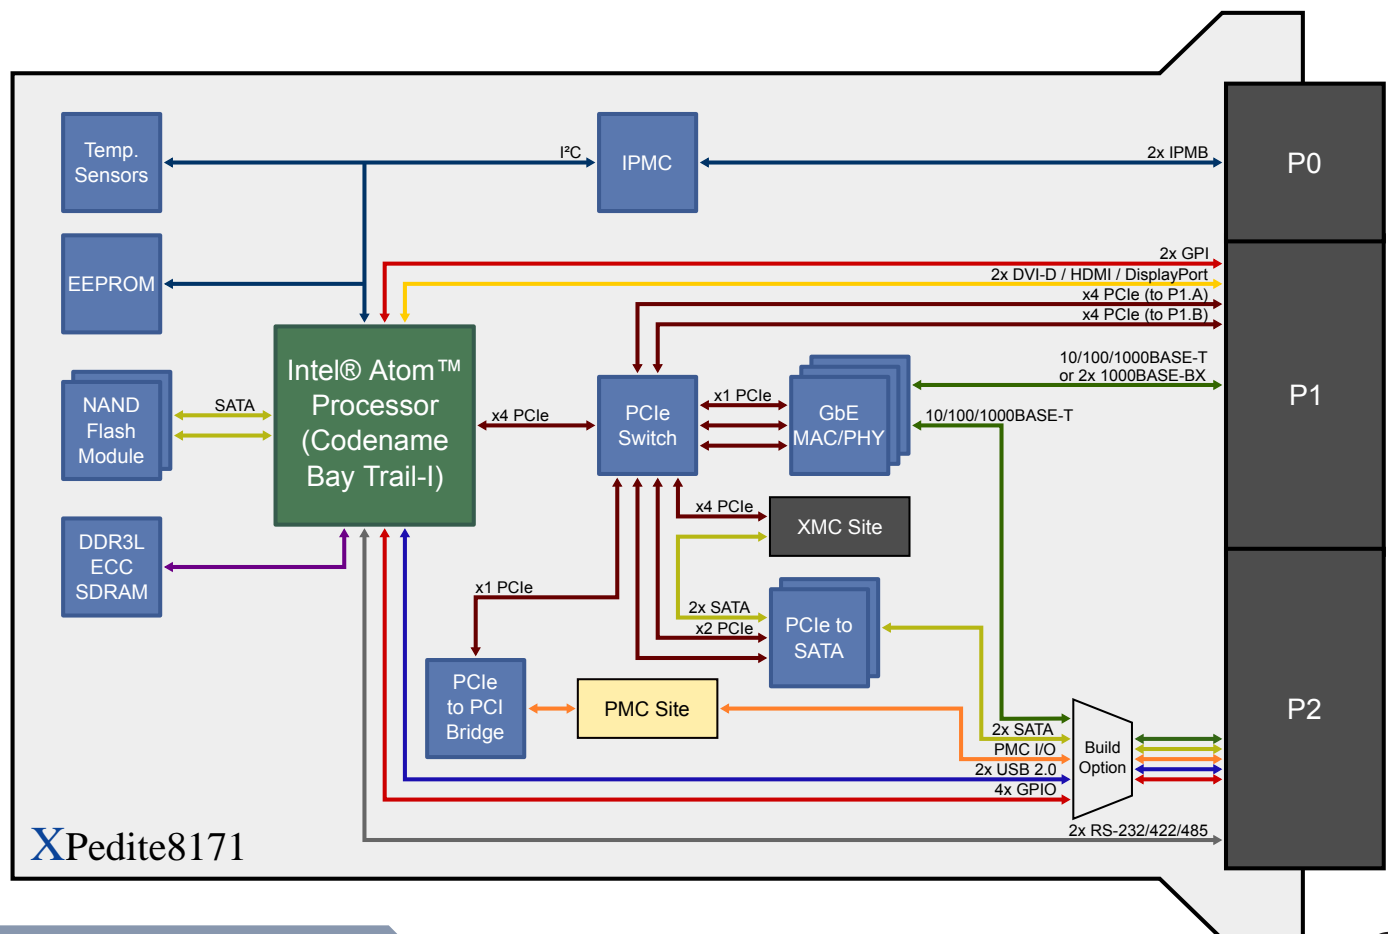 Temp.
Sensors
I²C
IPMC
2x IPMB
P0
EEPROM
2x GPI
2x DVI-D / HDMI / DisplayPort
x4 PCIe (to P1.A)
x4 PCIe (to P1.B)
Intel® Atom™
Processor
(Codename
Bay Trail-I)
NAND
Flash
Module
SATA
x4 PCIe
PCIe
Switch
x1 PCIe
GbE
MAC/PHY
10/100/1000BASE-T
or 2x 1000BASE-BX
10/100/1000BASE-T
P1
DDR3L
ECC
SDRAM
x4 PCIe
XMC Site
x1 PCIe
2x SATA
x2 PCIe
PCIe to
SATA
PCIe
to PCI
Bridge
PMC Site
2x SATA
PMC I/O
2x USB 2.0
4x GPIO
Build
Option
P2
2x RS-232/422/485
XPedite8171